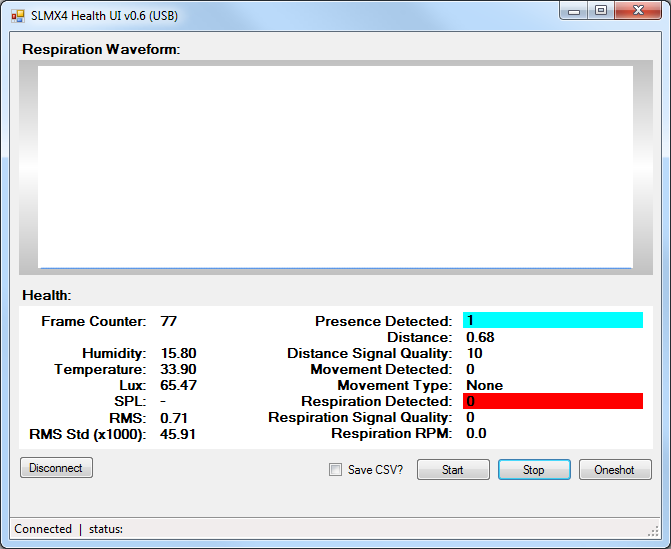 SLMX4 Health UI v0.6 (USB)
Respiration Waveform:
Health:
Frame Counter: 77
Humidity: 15.80
Temperature: 33.90
Lux: 65.47
SPL: -
RMS: 0.71
RMS Std (x1000): 45.91
Presence Detected: 1
Distance: 0.68
Distance Signal Quality: 10
Movement Detected: 0
Movement Type: None
Respiration Detected: 0
Respiration Signal Quality: 0
Respiration RPM: 0.0
Disconnect
Save CSV?
Start
Stop
Oneshot
Connected | status: